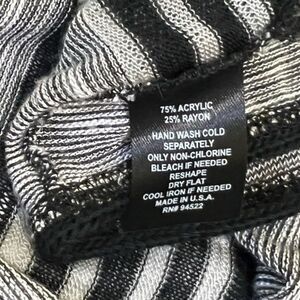 75% ACRYLIC
25% RAYON
HAND WASH COLD
SEPARATELY
ONLY NON-CHLORINE
BLEACH IF NEEDED
RESHAPE
DRY FLAT
COOL IRON IF NEEDED
MADE IN U.S.A.
RN# 94522